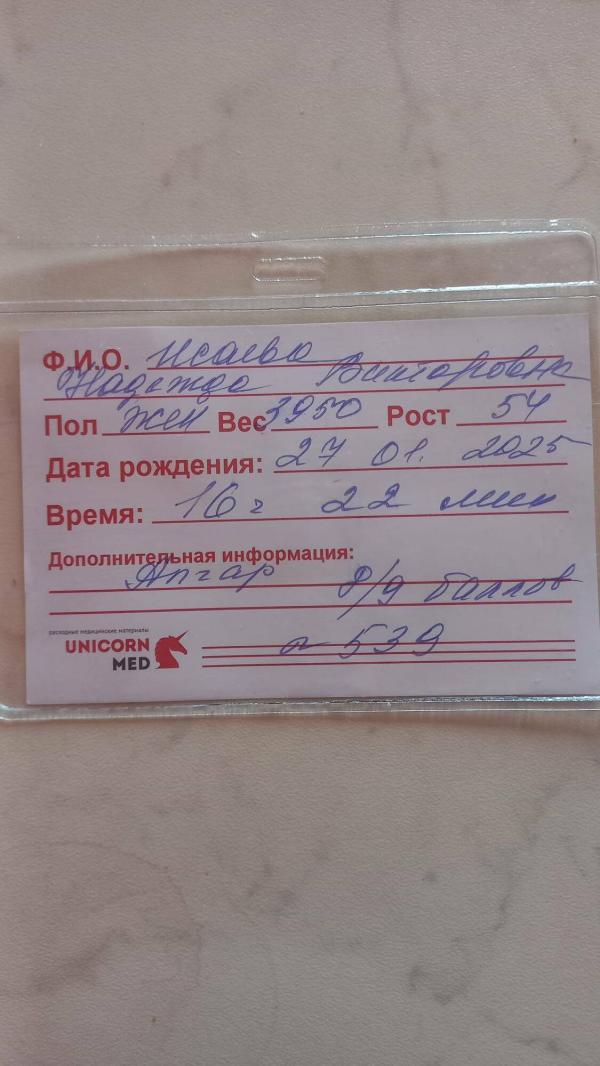 Ф.И.О. Исаева
Надежда Викторовна
Пол жен Вес 3950 Рост 54
Дата рождения: 27 01. 2025
Время: 16 г 22 мин
Дополнительная информация:
Апгар 8/9 баллов
расходные медицинские материалы
UNICORN
MED
539